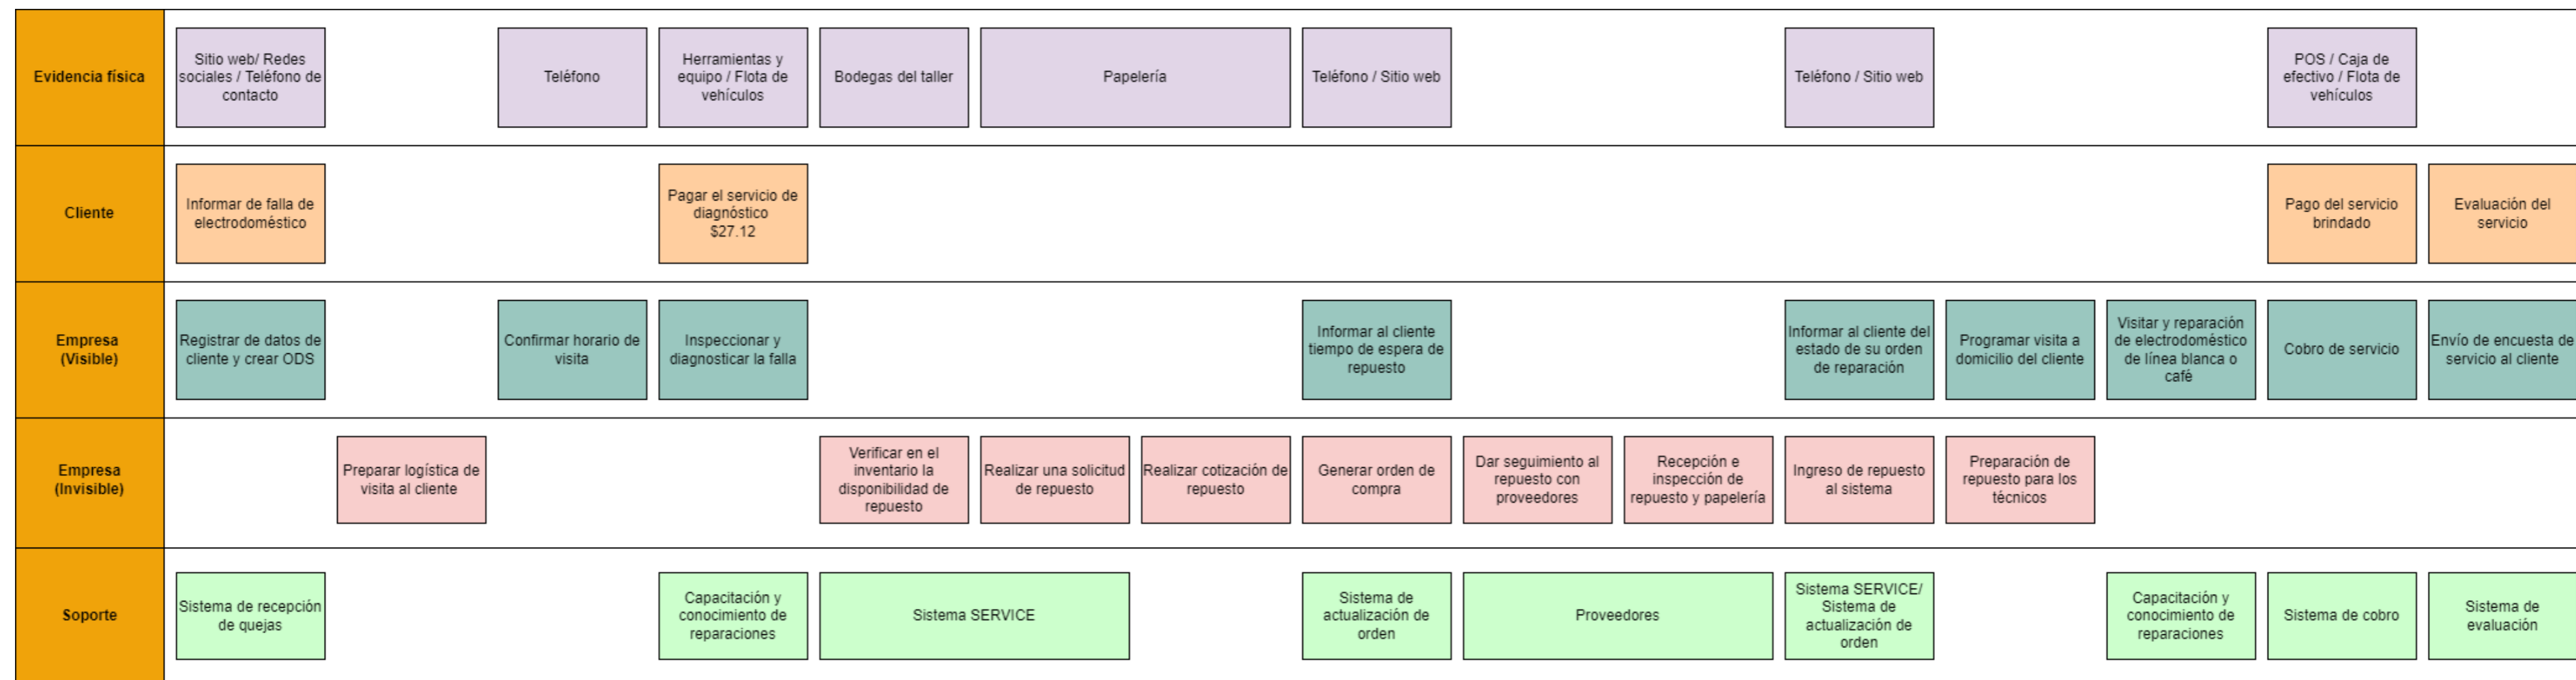 Evidencia física
Sitio web/ Redes
sociales / Teléfono de
contacto
Teléfono
Herramientas y
equipo / Flota de
vehículos
Bodegas del taller
Papelería
Teléfono / Sitio web
Teléfono / Sitio web
POS / Caja de
efectivo / Flota de
vehículos
Cliente
Informar de falla de
electrodoméstico
Pagar el servicio de
diagnóstico
$27.12
Pago del servicio
brindado
Evaluación del
servicio
Empresa
(Visible)
Registrar de datos de
cliente y crear ODS
Confirmar horario de
visita
Inspeccionar y
diagnosticar la falla
Informar al cliente
tiempo de espera de
repuesto
Informar al cliente del
estado de su orden
de reparación
Programar visita a
domicilio del cliente
Visitar y reparación
de electrodoméstico
de línea blanca o
café
Cobro de servicio
Envío de encuesta de
servicio al cliente
Empresa
(Invisible)
Preparar logística de
visita al cliente
Verificar en el
inventario la
disponibilidad de
repuesto
Realizar una solicitud
de repuesto
Realizar cotización de
repuesto
Generar orden de
compra
Dar seguimiento al
repuesto con
proveedores
Recepción e
inspección de
repuesto y papelería
Ingreso de repuesto
al sistema
Preparación de
repuesto para los
técnicos
Soporte
Sistema de recepción
de quejas
Capacitación y
conocimiento de
reparaciones
Sistema SERVICE
Sistema de
actualización de
orden
Proveedores
Sistema SERVICE/
Sistema de
actualización de
orden
Capacitación y
conocimiento de
reparaciones
Sistema de cobro
Sistema de
evaluación